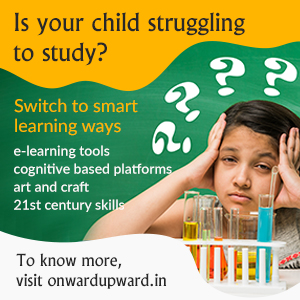 Is your child struggling
to study?
Switch to smart
learning ways
e-learning tools
cognitive based platforms
art and craft
21st century skills
To know more,
visit onwardupward.in